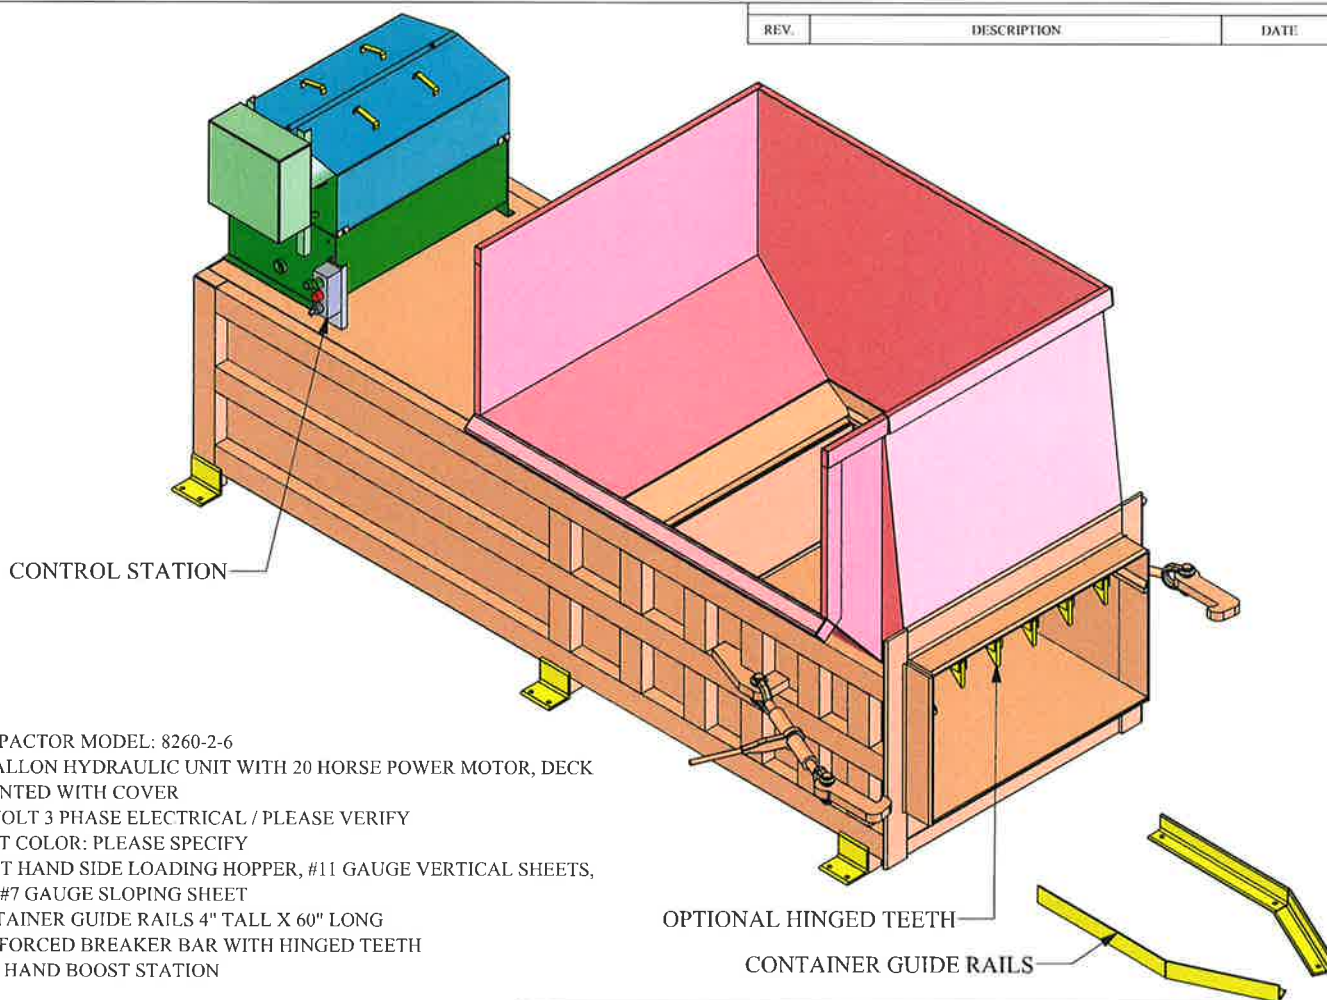 REV. DESCRIPTION DATE
CONTROL STATION
PACTOR MODEL: 8260-2-6
ALLON HYDRAULIC UNIT WITH 20 HORSE POWER MOTOR, DECK
NTED WITH COVER
VOLT 3 PHASE ELECTRICAL / PLEASE VERIFY
T COLOR: PLEASE SPECIFY
T HAND SIDE LOADING HOPPER, #11 GAUGE VERTICAL SHEETS,
#7 GAUGE SLOPING SHEET
TAINER GUIDE RAILS 4" TALL X 60" LONG
FORCED BREAKER BAR WITH HINGED TEETH
HAND BOOST STATION
OPTIONAL HINGED TEETH
CONTAINER GUIDE RAILS